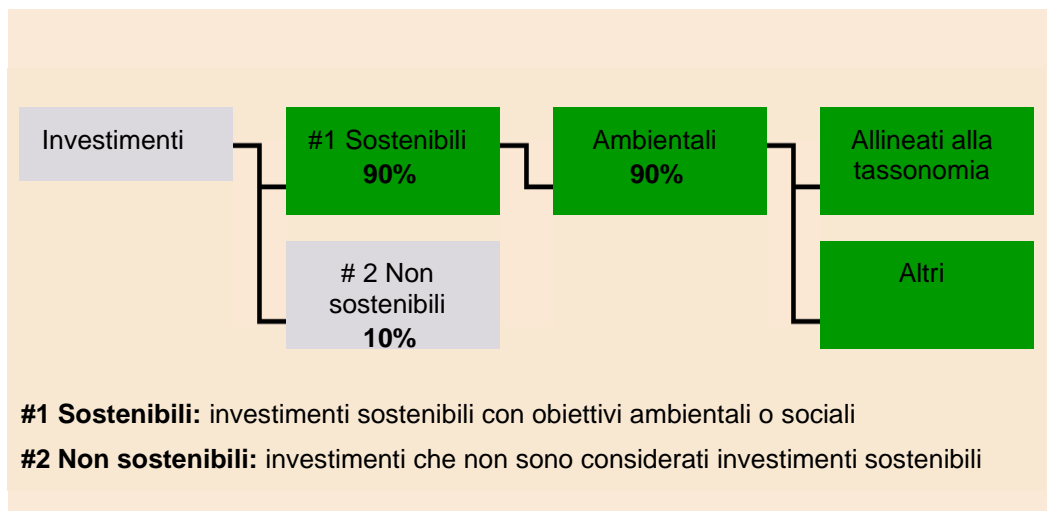 Investimenti
#1 Sostenibili
90%
Ambientali
90%
Allineati alla
tassonomia
# 2 Non
sostenibili
10%
Altri
#1 Sostenibili: investimenti sostenibili con obiettivi ambientali o sociali
#2 Non sostenibili: investimenti che non sono considerati investimenti sostenibili